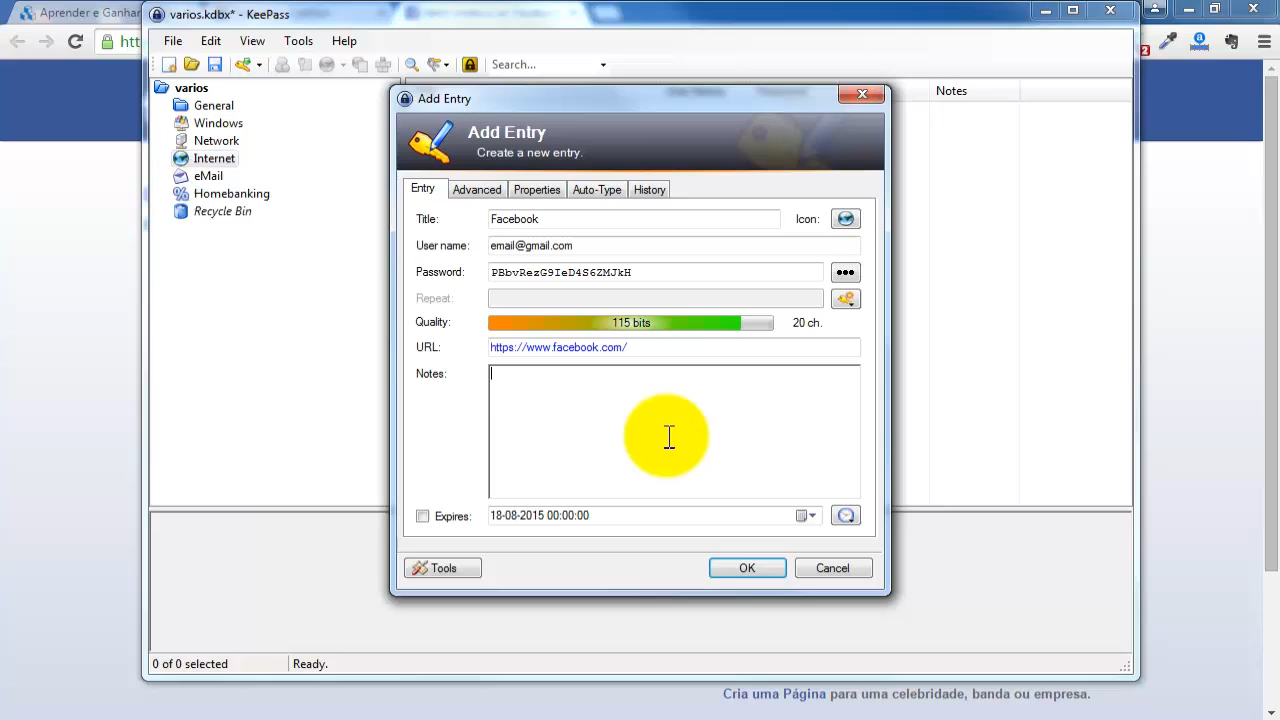 Aprender e Ganhar
varios.kdbx* - KeePass
htt
2
File Edit View Tools Help
Search...
varios
General
Windows
Network
Internet
eMail
Homebanking
Recycle Bin
Notes
Add Entry
Add Entry
Create a new entry.
Entry Advanced Properties Auto-Type History
Title: Facebook Icon:
User name: email@gmail.com
Password: PBbvRezG9IeD4S6ZMJkH
Repeat:
Quality: 115 bits 20 ch.
URL: https://www.facebook.com/
Notes:
Expires: 18-08-2015 00:00:00
Tools OK Cancel
0 of 0 selected Ready.
Cria uma Página para uma celebridade, banda ou empresa.